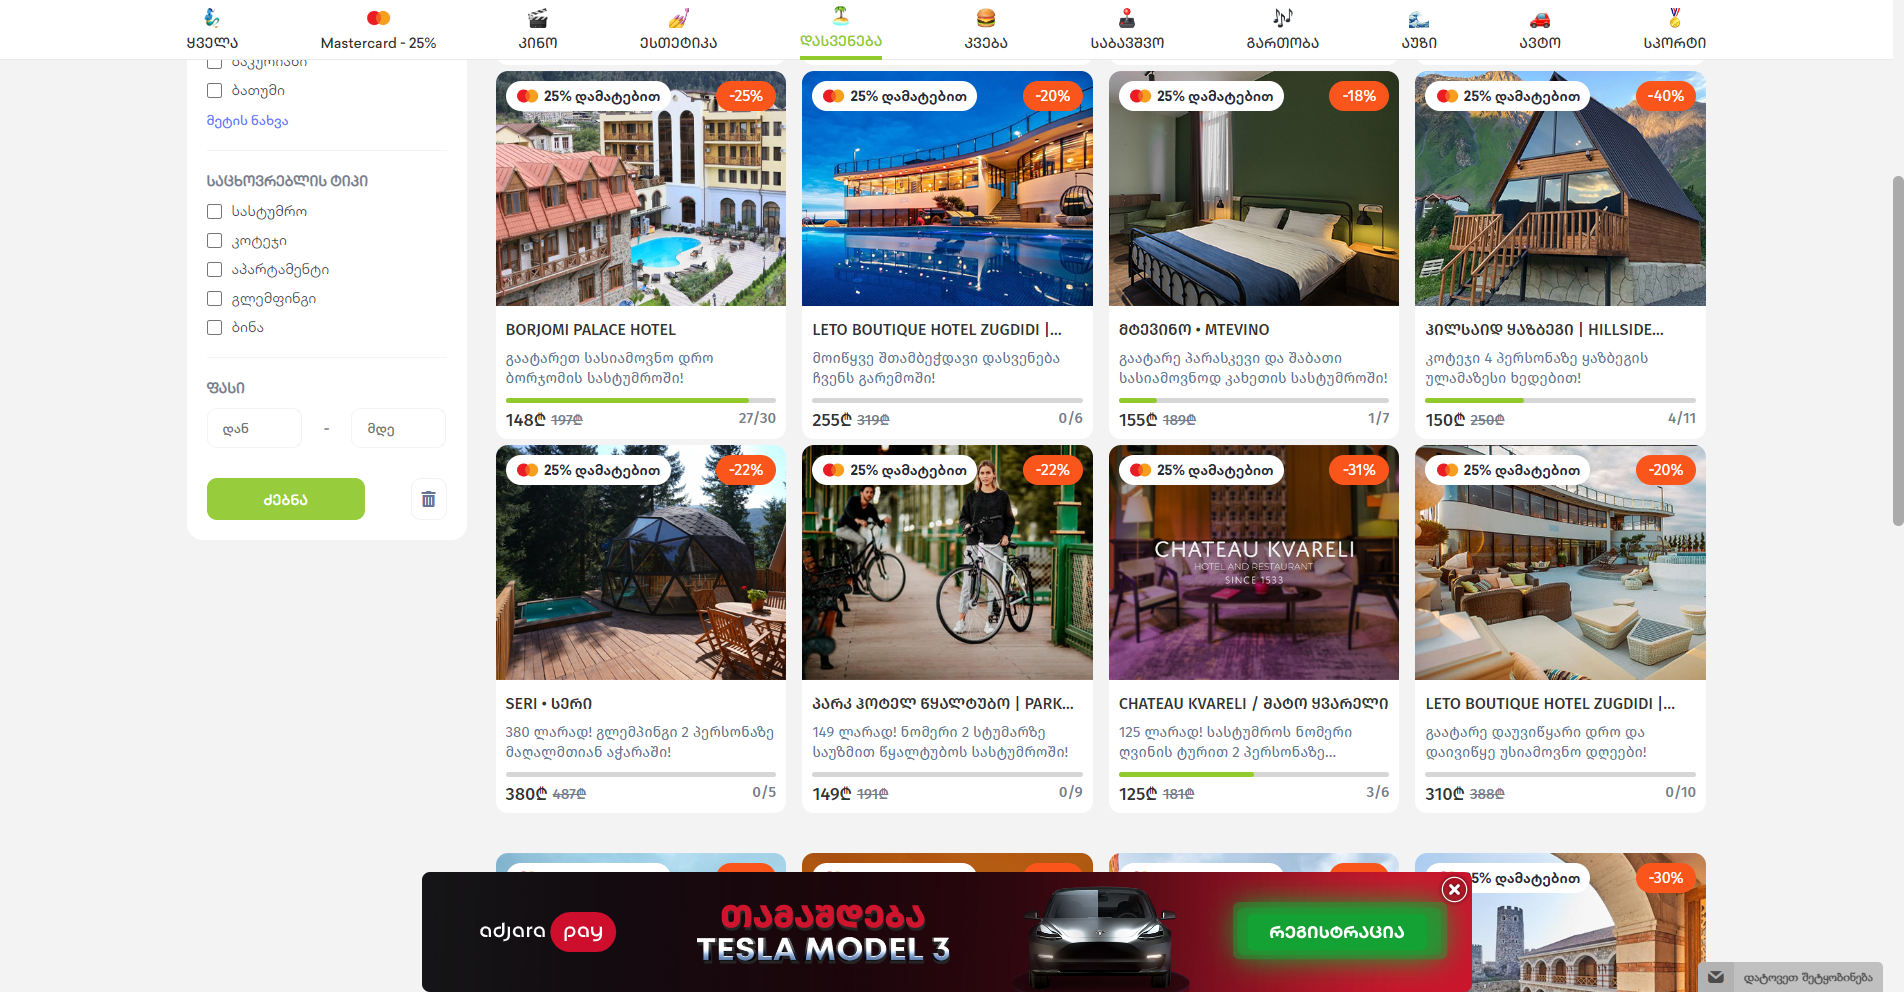 ყველა
Mastercard - 25%
კინო
ესთეტიკა
დასვენება
კვება
საბავშვო
გართობა
აუზი
ავტო
სპორტი
ბაკურიანი
ბათუმი
მეტის ნახვა
საცხოვრებლის ტიპი
სასტუმრო
კოტეჯი
აპარტამენტი
გლემფინგი
ბინა
ფასი
დან
-
მდე
ძებნა
25% დამატებით
-25%
BORJOMI PALACE HOTEL
გაატარეთ სასიამოვნო დრო
ბორჯომის სასტუმროში!
148₾ 197₾
27/30
25% დამატებით
-20%
LETO BOUTIQUE HOTEL ZUGDIDI |...
მოიწყვე შთამბეჭდავი დასვენება
ჩვენს გარემოში!
255₾ 319₾
0/6
25% დამატებით
-18%
მტევინო • MTEVINO
გაატარე პარასკევი და შაბათი
სასიამოვნოდ კახეთის სასტუმროში!
155₾ 189₾
1/7
25% დამატებით
-40%
ჰილსაიდ ყაზბეგი | HILLSIDE...
კოტეჯი 4 პერსონაზე ყაზბეგის
ულამაზესი ხედებით!
150₾ 250₾
4/11
25% დამატებით
-22%
SERI • სერი
380 ლარად! გლემპინგი 2 პერსონაზე
მაღალმთიან აჭარაში!
380₾ 487₾
0/5
25% დამატებით
-22%
პარკ ჰოტელ წყალტუბო | PARK...
149 ლარად! ნომერი 2 სტუმარზე
საუზმით წყალტუბოს სასტუმროში!
149₾ 191₾
0/9
25% დამატებით
-31%
CHATEAU KVARELI
HOTEL AND RESTAURANT
SINCE 1533
CHATEAU KVARELI / შატო ყვარელი
125 ლარად! სასტუმროს ნომერი
ღვინის ტურით 2 პერსონაზე...
125₾ 181₾
3/6
25% დამატებით
-20%
LETO BOUTIQUE HOTEL ZUGDIDI |...
გაატარე დაუვიწყარი დრო და
დაივიწყე უსიამოვნო დღეები!
310₾ 388₾
0/10
5% დამატებით
-30%
adjara pay
თამაშდება
TESLA MODEL 3
რეგისტრაცია
დატოვეთ შეტყობინება